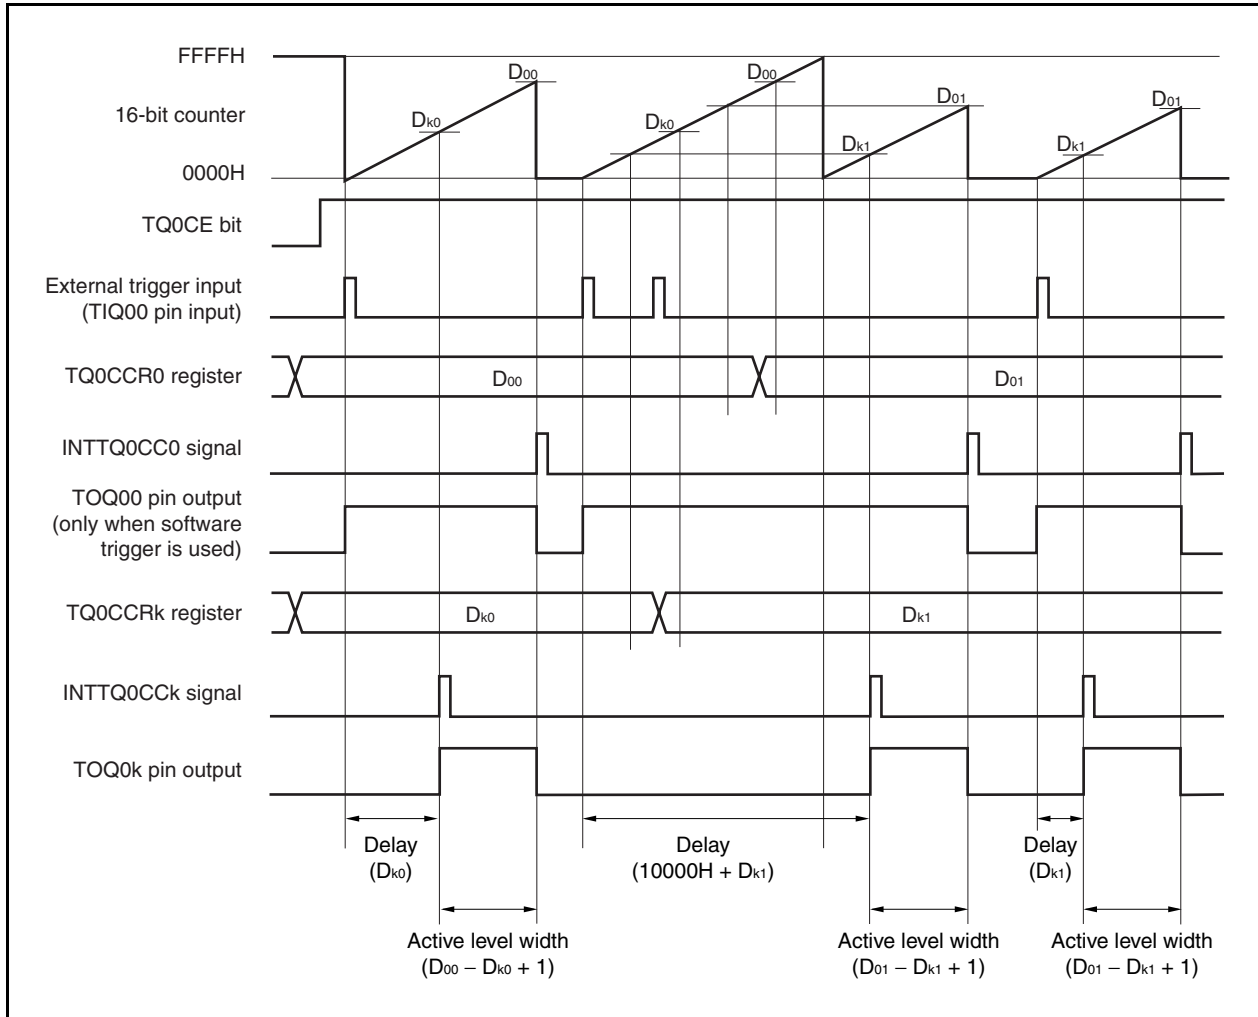 FFFFH
D00
D00
16-bit counter
Dk0
Dk0
D01
D01
Dk1
Dk1
0000H
TQ0CE bit
External trigger input
(TIQ00 pin input)
TQ0CCR0 register
D00
D01
INTTQ0CC0 signal
TOQ00 pin output
(only when software
trigger is used)
TQ0CCRk register
Dk0
Dk1
INTTQ0CCk signal
TOQ0k pin output
Delay
(Dk0)
Delay
(10000H + Dk1)
Delay
(Dk1)
Active level width
(D00 − Dk0 + 1)
Active level width
(D01 − Dk1 + 1)
Active level width
(D01 − Dk1 + 1)